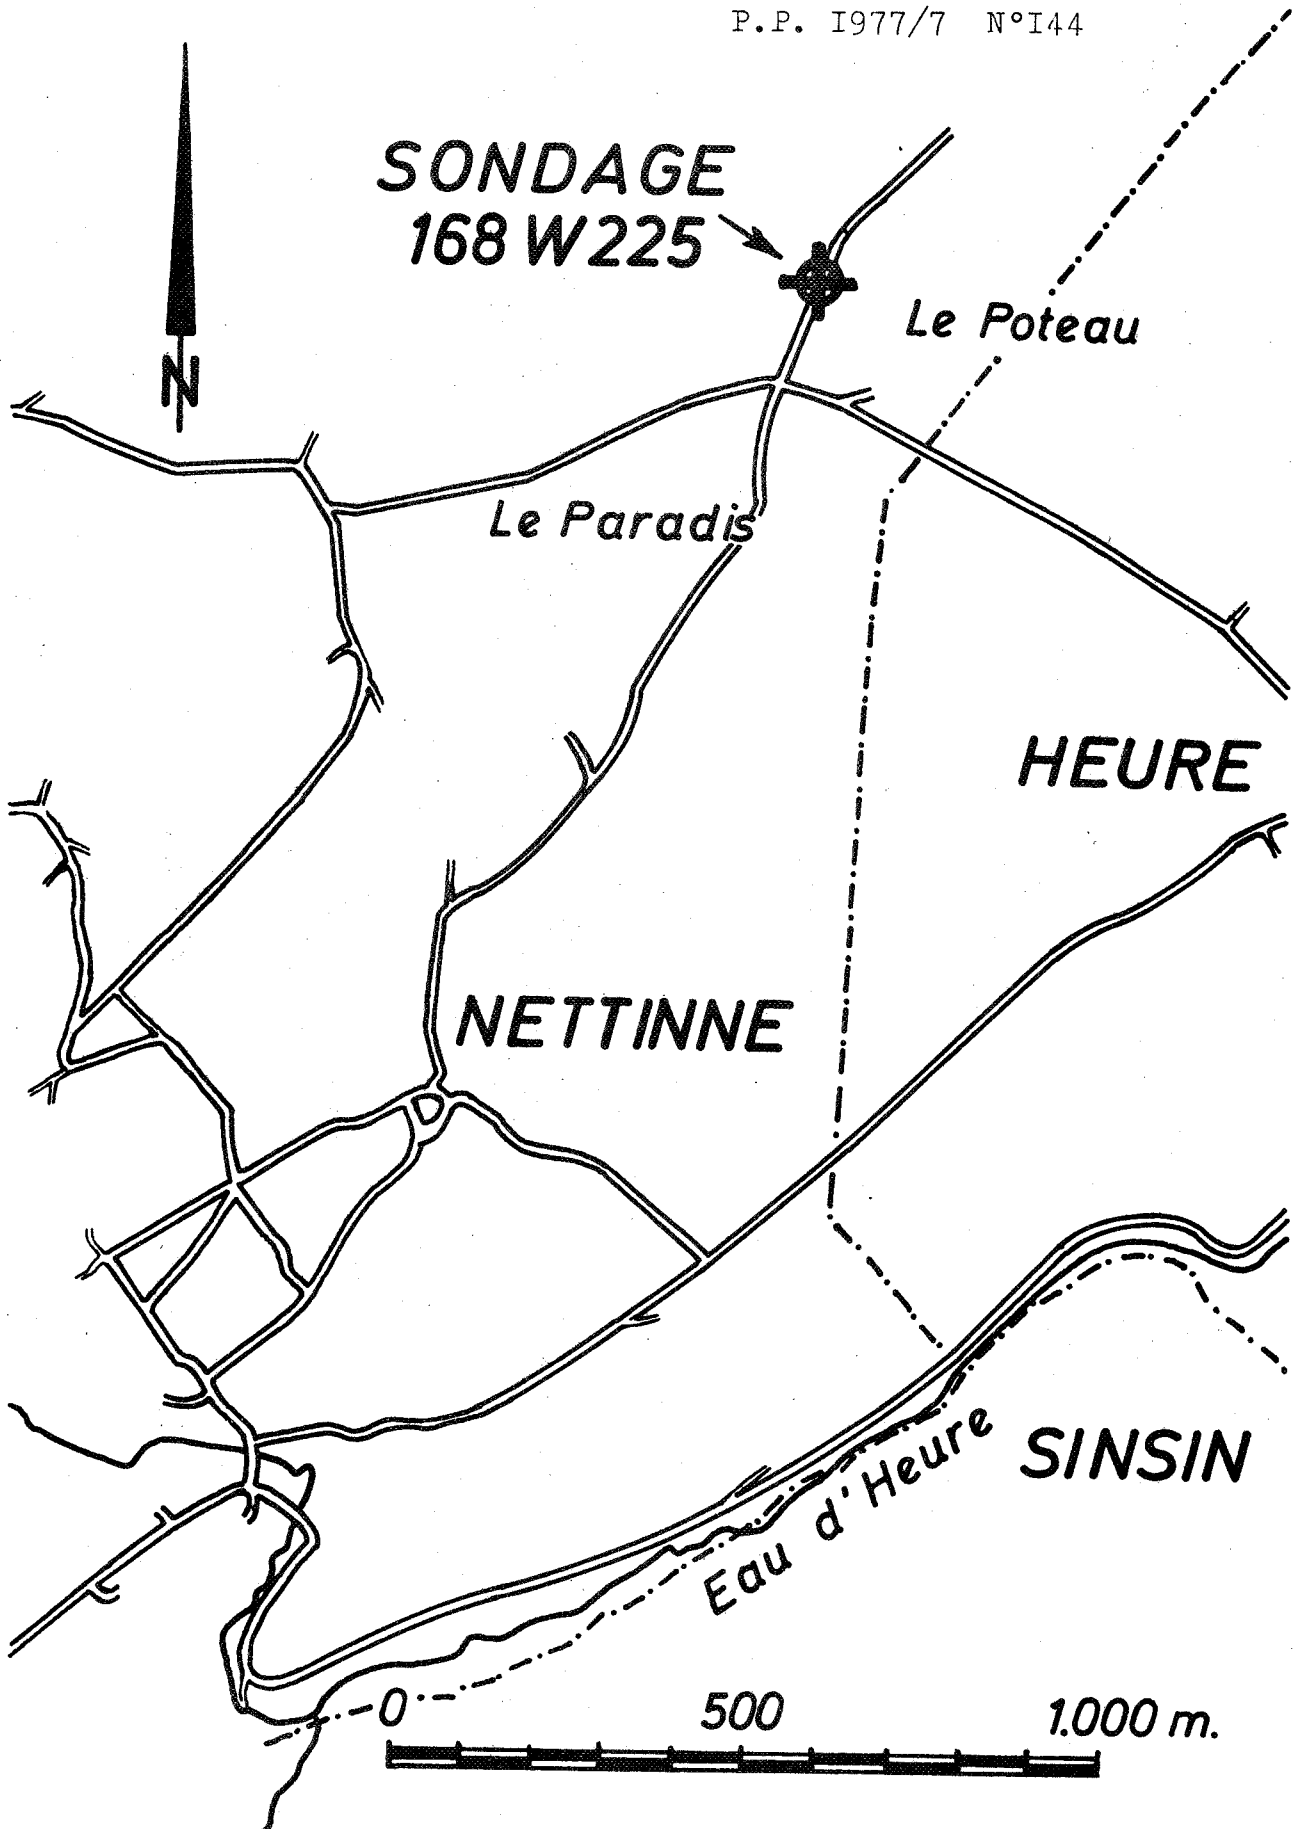 P.P. I977/7 N°I44
SONDAGE
168 W 225
Le Poteau
N
Le Paradis
HEURE
NETTINNE
SINSIN
Eau d'Heure
0 500 1.000 m.